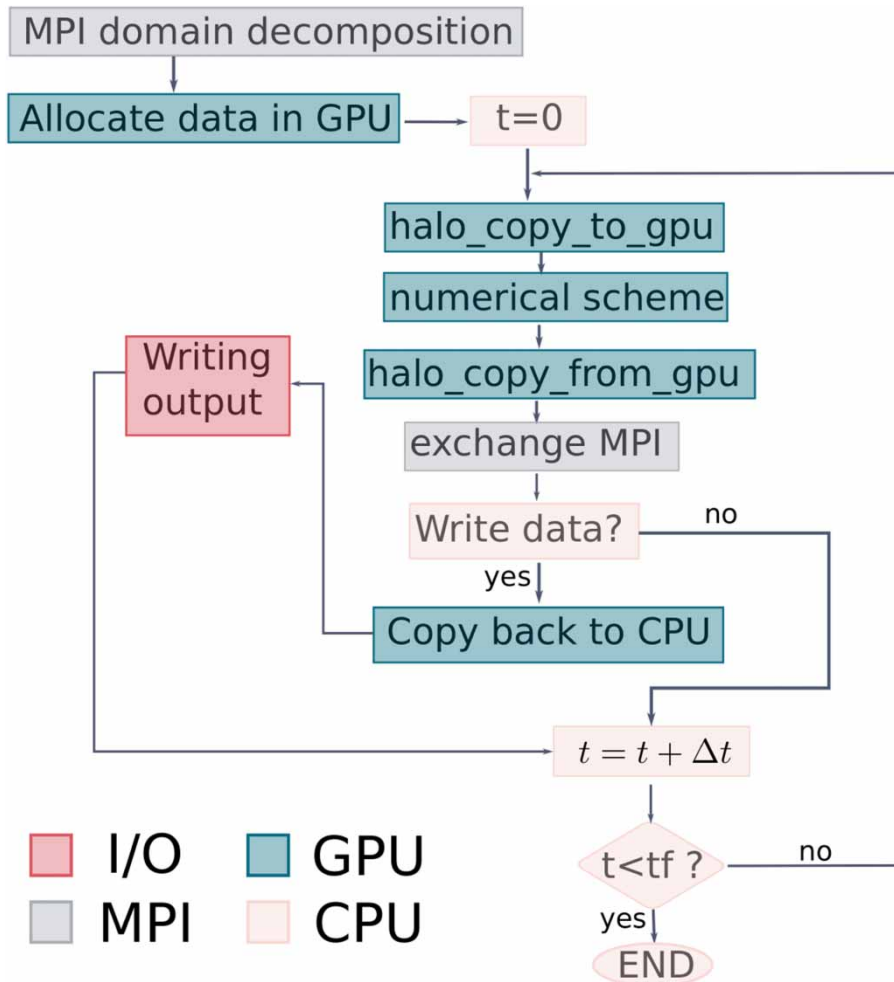 MPI domain decomposition
Allocate data in GPU
t=0
halo_copy_to_gpu
numerical scheme
halo_copy_from_gpu
Writing
output
exchange MPI
Write data?
no
yes
Copy back to CPU
t = t + Δt
t<tf ?
no
yes
END
I/O
GPU
MPI
CPU